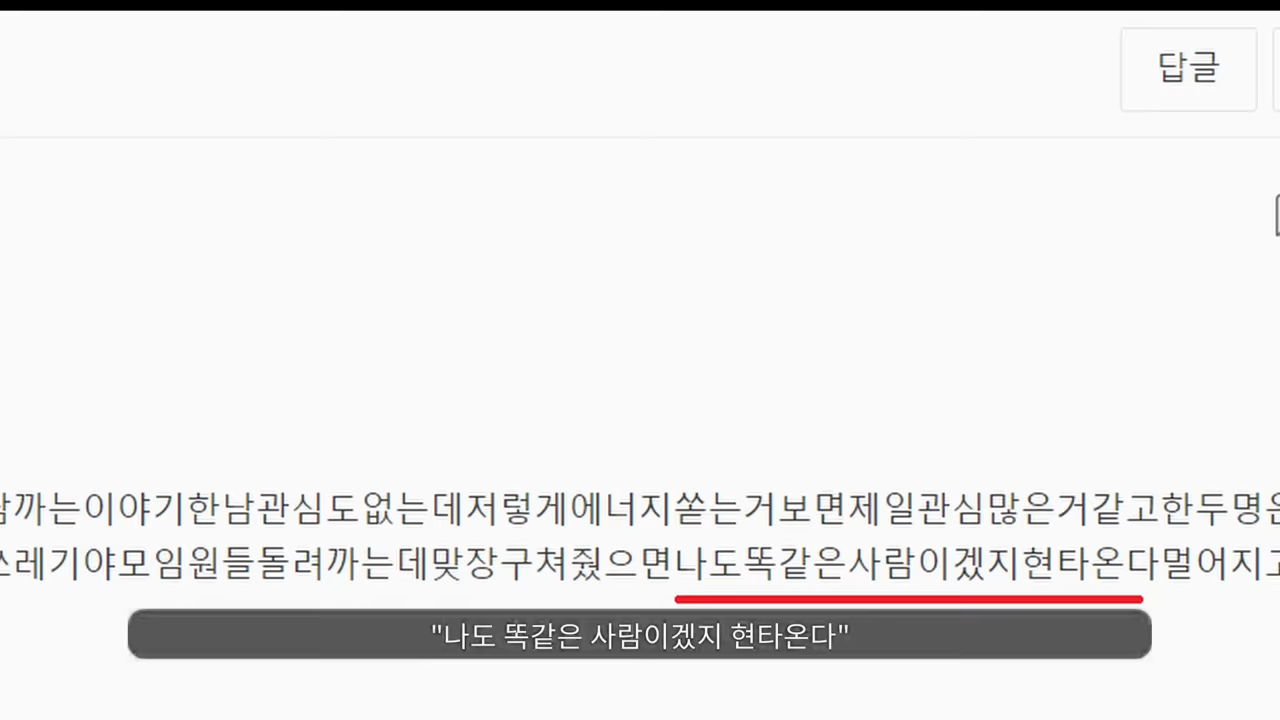 답글
까는이야기한남관심도없는데저렇게에너지쏟는거보면제일관심많은거같고한두명은
레기야모임원들돌려까는데맞장구쳐줬으면나도똑같은사람이겠지현타온다멀어지고
"나도 똑같은 사람이겠지 현타온다"